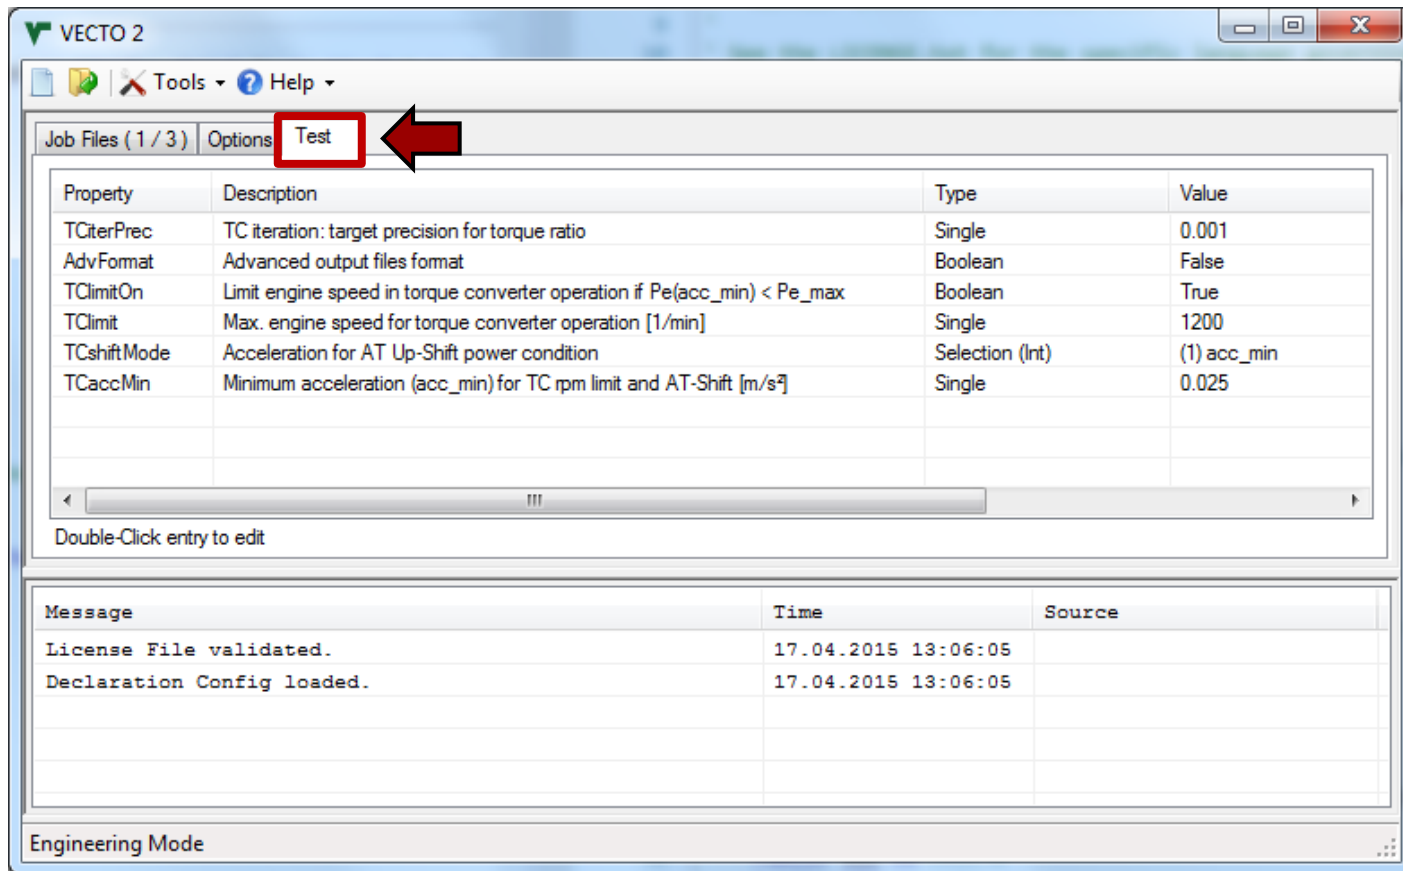 VECTO 2
Tools Help
Job Files ( 1 / 3 ) Options Test
Property Description Type Value
TCiterPrec TC iteration: target precision for torque ratio Single 0.001
AdvFormat Advanced output files format Boolean False
TClimitOn Limit engine speed in torque converter operation if Pe(acc_min) < Pe_max Boolean True
TClimit Max. engine speed for torque converter operation [1/min] Single 1200
TCshiftMode Acceleration for AT Up-Shift power condition Selection (Int) (1) acc_min
TCaccMin Minimum acceleration (acc_min) for TC rpm limit and AT-Shift [m/s²] Single 0.025
Double-Click entry to edit
Message Time Source
License File validated. 17.04.2015 13:06:05
Declaration Config loaded. 17.04.2015 13:06:05
Engineering Mode